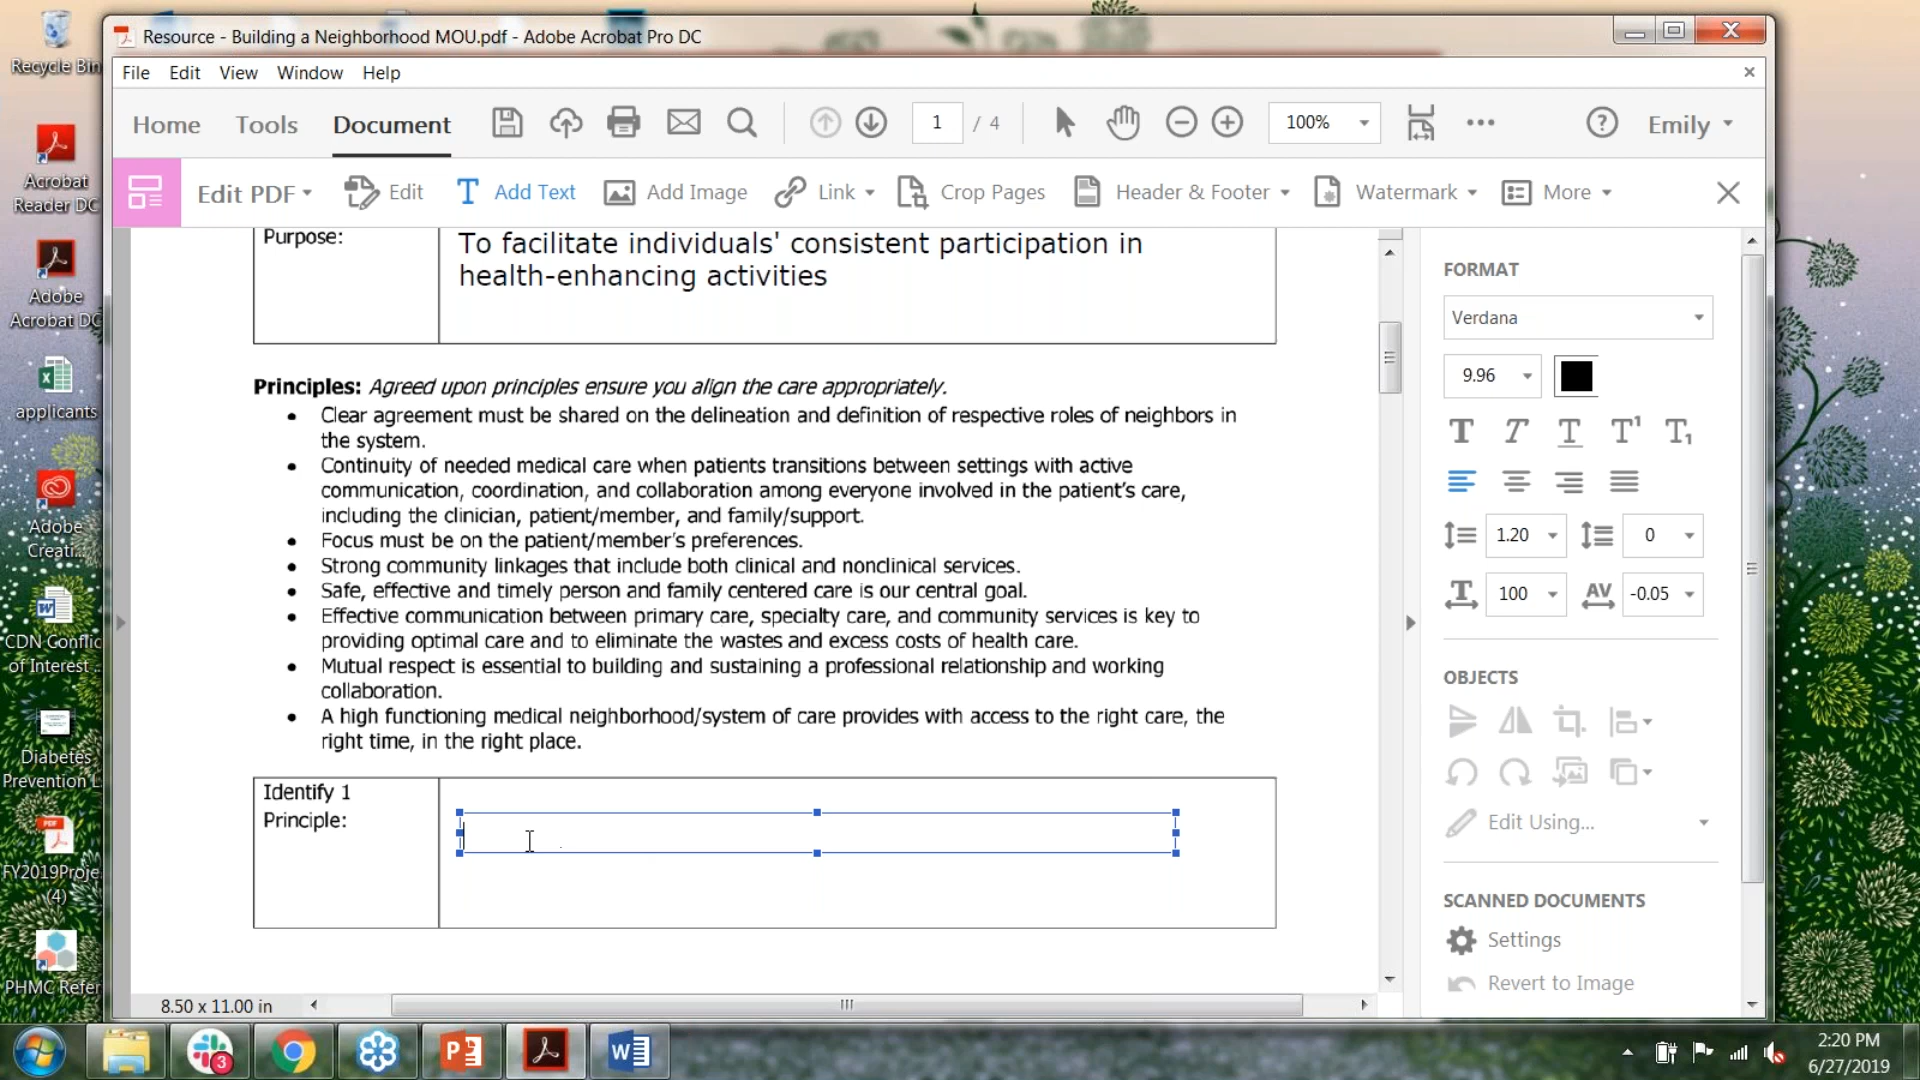 Resource - Building a Neighborhood MOU.pdf - Adobe Acrobat Pro DC
File Edit View Window Help
Home Tools Document 1 / 4 100% Emily
Edit PDF Edit Add Text Add Image Link Crop Pages Header & Footer Watermark More
Recycle Bin
Acrobat
Reader DC
Adobe
Acrobat DC
applicants
Adobe
Creati...
CDN Conflic
of Interest ...
Diabetes
Prevention L
FY2019Proje
(4)
PHMC Refer
Purpose:
To facilitate individuals' consistent participation in
health-enhancing activities
Principles: Agreed upon principles ensure you align the care appropriately.
• Clear agreement must be shared on the delineation and definition of respective roles of neighbors in
the system.
• Continuity of needed medical care when patients transitions between settings with active
communication, coordination, and collaboration among everyone involved in the patient's care,
including the clinician, patient/member, and family/support.
• Focus must be on the patient/member's preferences.
• Strong community linkages that include both clinical and nonclinical services.
• Safe, effective and timely person and family centered care is our central goal.
• Effective communication between primary care, specialty care, and community services is key to
providing optimal care and to eliminate the wastes and excess costs of health care.
• Mutual respect is essential to building and sustaining a professional relationship and working
collaboration.
• A high functioning medical neighborhood/system of care provides with access to the right care, the
right time, in the right place.
Identify 1
Principle:
8.50 x 11.00 in
FORMAT
Verdana
9.96
1.20 0
100 -0.05
OBJECTS
Edit Using...
SCANNED DOCUMENTS
Settings
Revert to Image
3
2:20 PM
6/27/2019